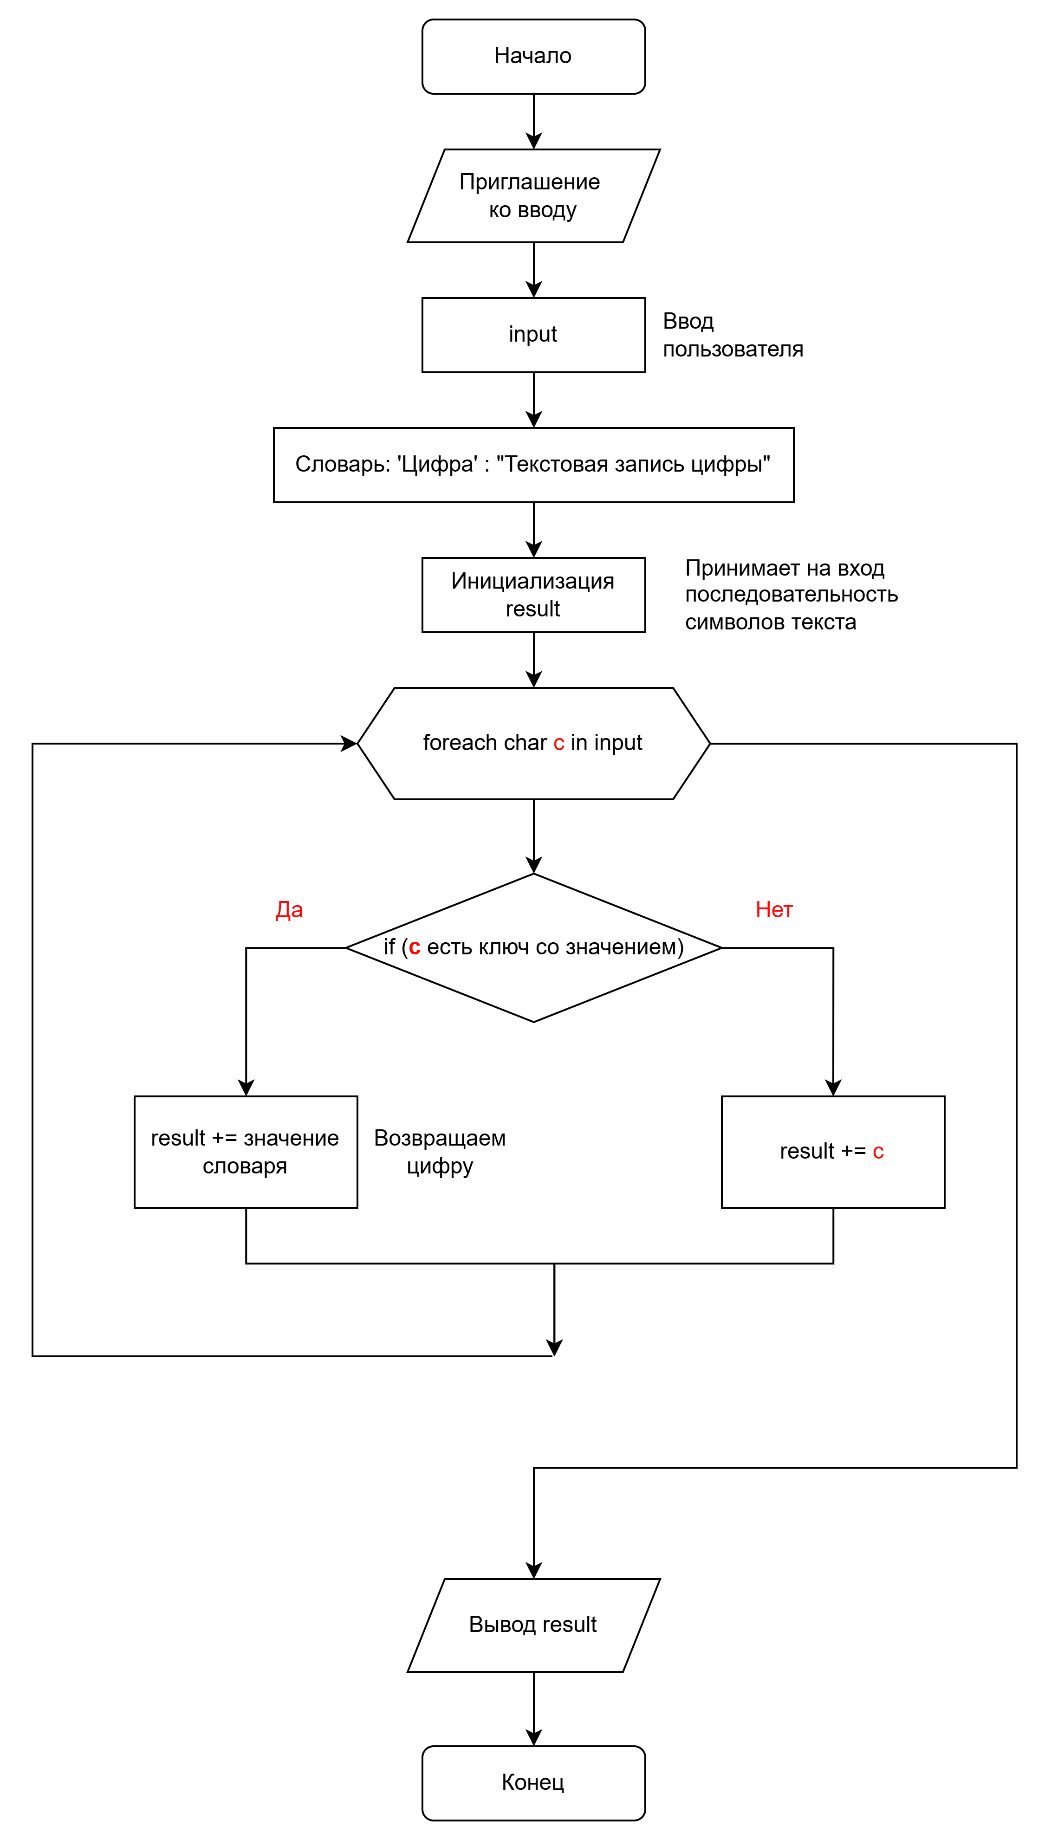 Начало
Приглашение
ко вводу
input
Ввод
пользователя
Словарь: 'Цифра' : "Текстовая запись цифры"
Инициализация
result
Принимает на вход
последовательность
символов текста
foreach char c in input
Да
Нет
if (c есть ключ со значением)
result += значение
словаря
Возвращаем
цифру
result += c
Вывод result
Конец